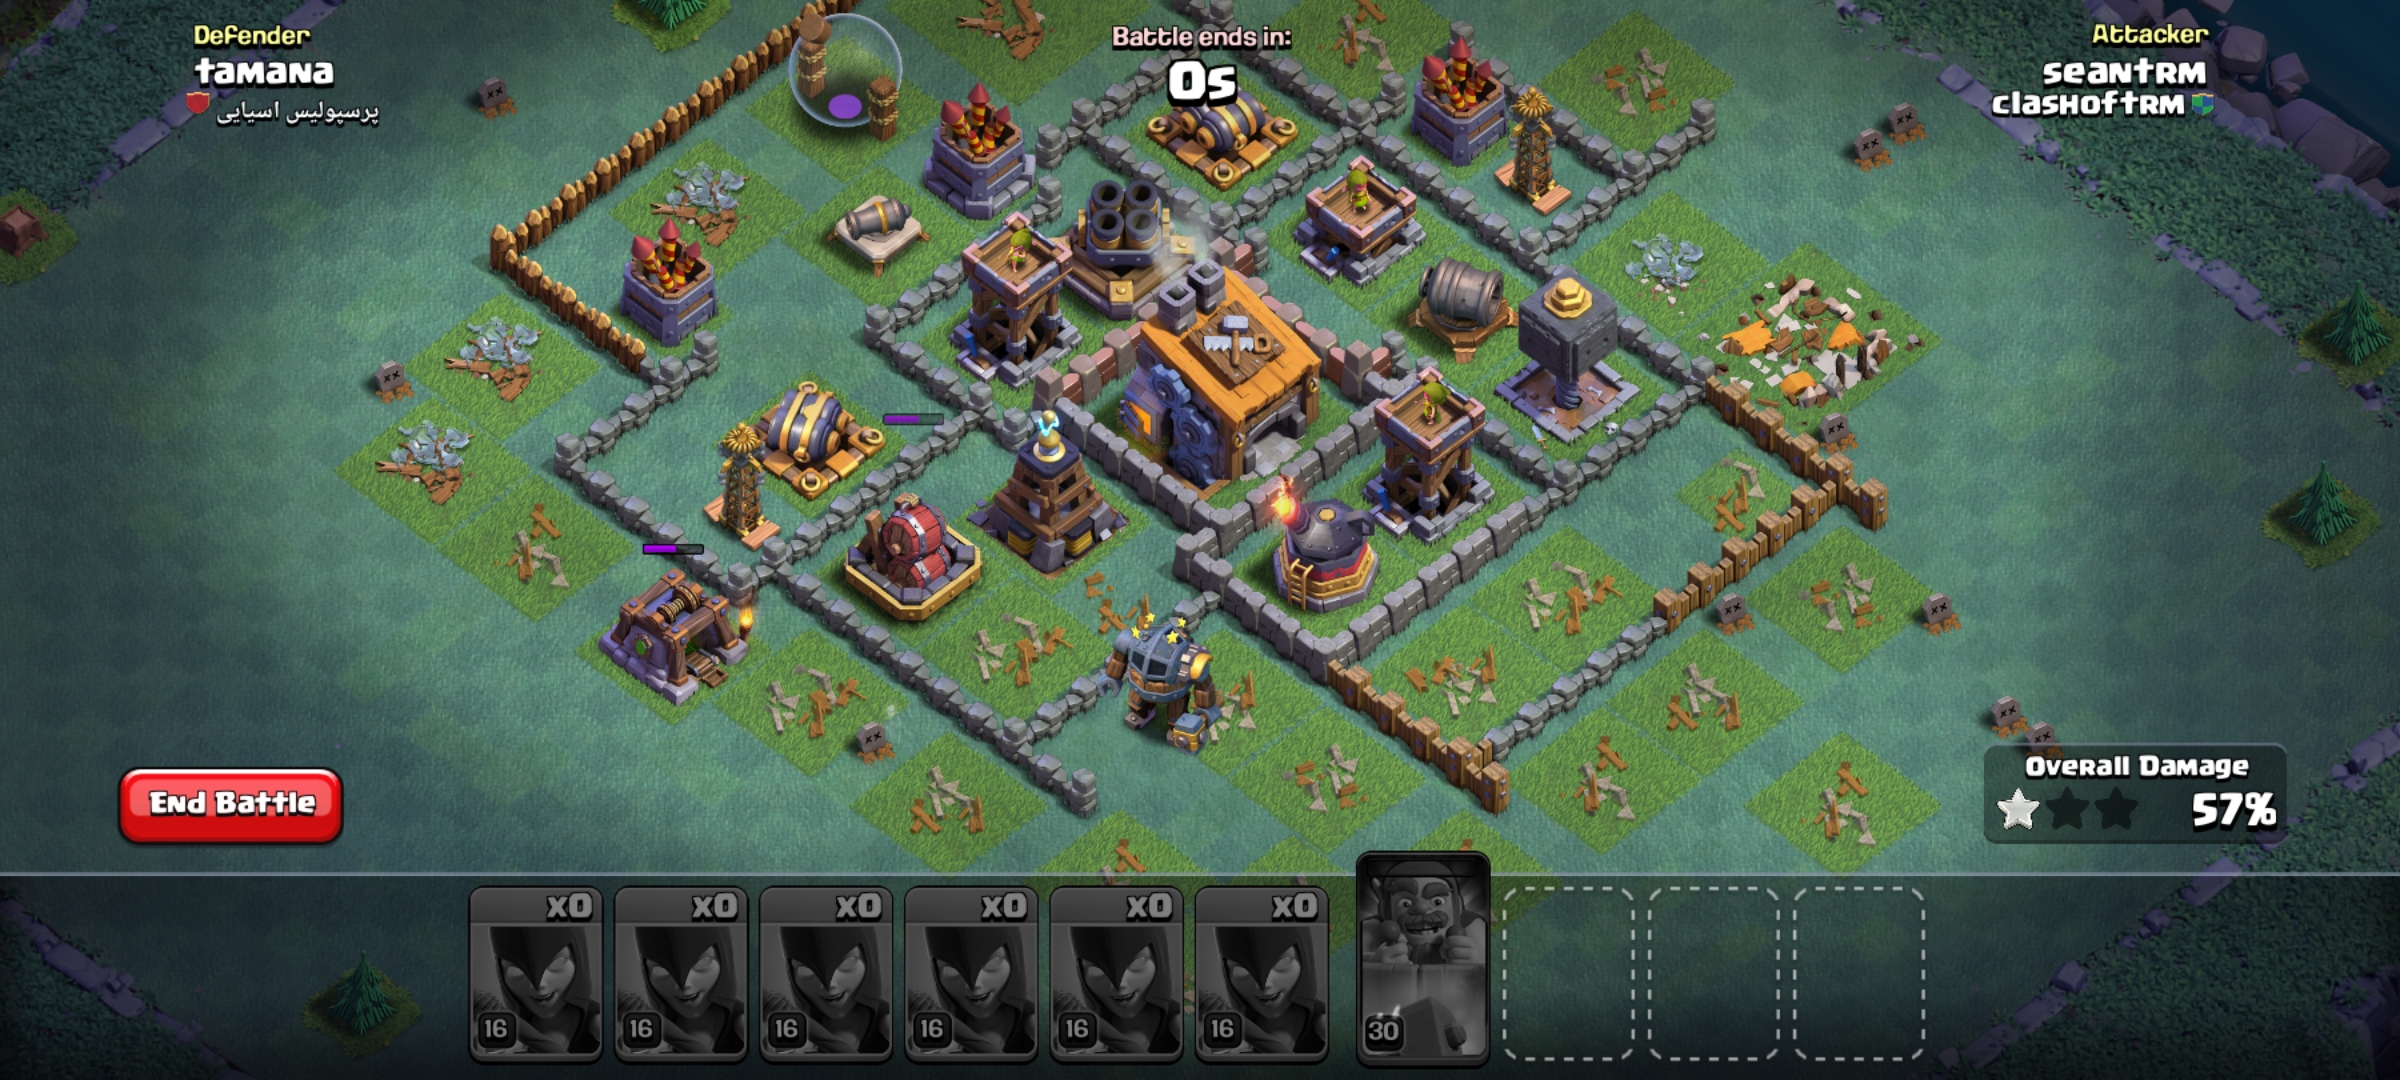 Defender
tamana
پرسپولیس اسیایی
Battle ends in:
0s
Attacker
seantrm
clashoftrm
End Battle
Overall Damage
57%
x0
x0
x0
x0
x0
x0
16
16
16
16
16
16
30